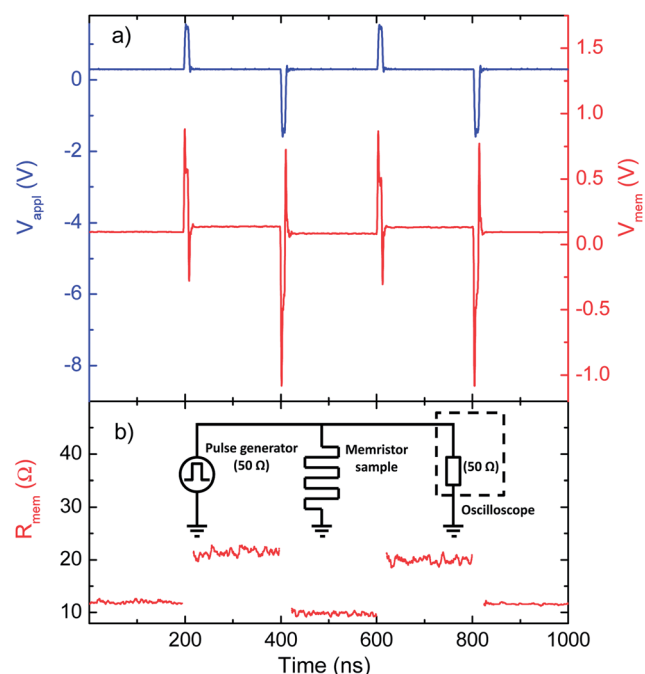 a)
0
-2
-4
-6
-8
V_appl (V)
1.5
1.0
0.5
0.0
-0.5
-1.0
V_mem (V)
b)
Pulse generator
(50 Ω)
Memristor
sample
(50 Ω)
Oscilloscope
40
30
20
10
R_mem (Ω)
200 400 600 800 1000
Time (ns)